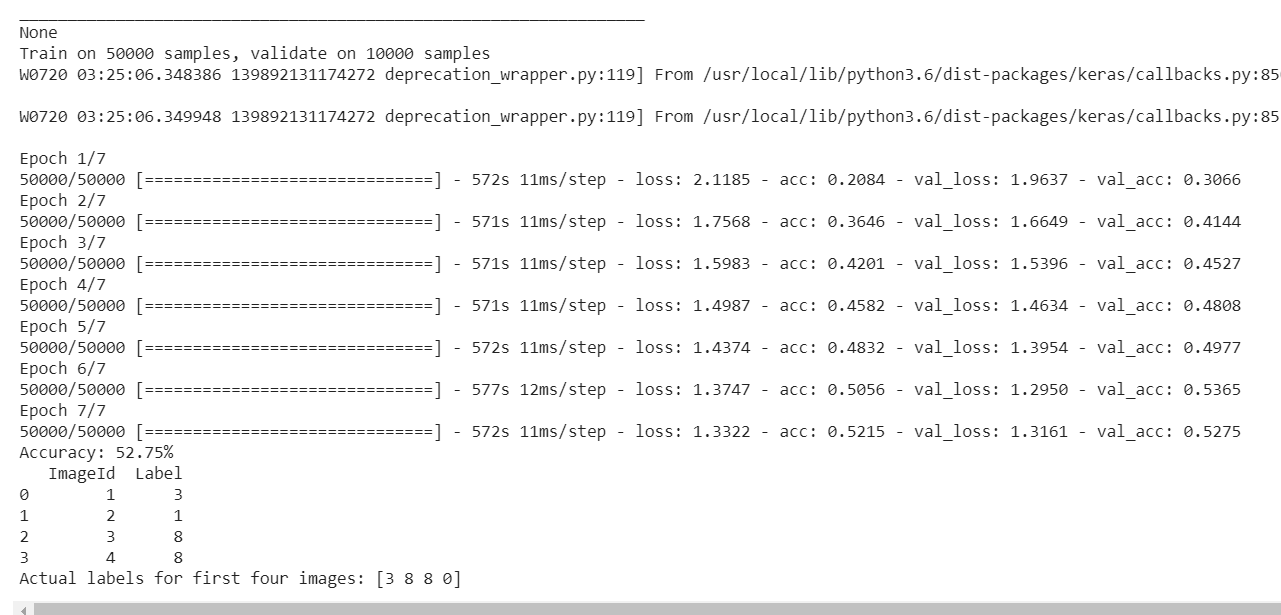 None
Train on 50000 samples, validate on 10000 samples
W0720 03:25:06.348386 139892131174272 deprecation_wrapper.py:119] From /usr/local/lib/python3.6/dist-packages/keras/callbacks.py:850
W0720 03:25:06.349948 139892131174272 deprecation_wrapper.py:119] From /usr/local/lib/python3.6/dist-packages/keras/callbacks.py:85
Epoch 1/7
50000/50000 [==============================] - 572s 11ms/step - loss: 2.1185 - acc: 0.2084 - val_loss: 1.9637 - val_acc: 0.3066
Epoch 2/7
50000/50000 [==============================] - 571s 11ms/step - loss: 1.7568 - acc: 0.3646 - val_loss: 1.6649 - val_acc: 0.4144
Epoch 3/7
50000/50000 [==============================] - 571s 11ms/step - loss: 1.5983 - acc: 0.4201 - val_loss: 1.5396 - val_acc: 0.4527
Epoch 4/7
50000/50000 [==============================] - 571s 11ms/step - loss: 1.4987 - acc: 0.4582 - val_loss: 1.4634 - val_acc: 0.4808
Epoch 5/7
50000/50000 [==============================] - 572s 11ms/step - loss: 1.4374 - acc: 0.4832 - val_loss: 1.3954 - val_acc: 0.4977
Epoch 6/7
50000/50000 [==============================] - 577s 12ms/step - loss: 1.3747 - acc: 0.5056 - val_loss: 1.2950 - val_acc: 0.5365
Epoch 7/7
50000/50000 [==============================] - 572s 11ms/step - loss: 1.3322 - acc: 0.5215 - val_loss: 1.3161 - val_acc: 0.5275
Accuracy: 52.75%
ImageId Label
0 1 3
1 2 1
2 3 8
3 4 8
Actual labels for first four images: [3 8 8 0]